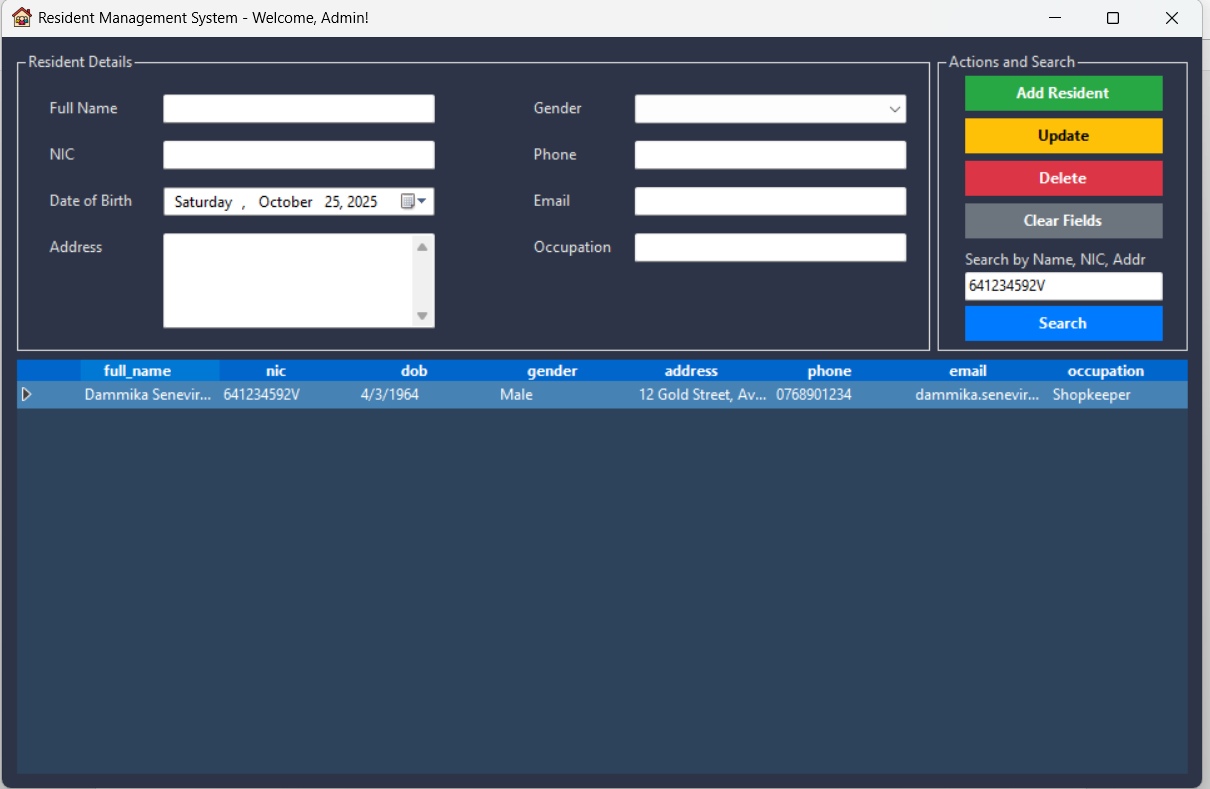 Resident Management System - Welcome, Admin!
Resident Details
Full Name
NIC
Date of Birth Saturday , October 25, 2025
Address
Gender
Phone
Email
Occupation
Actions and Search
Add Resident
Update
Delete
Clear Fields
Search by Name, NIC, Addr
641234592V
Search
full_name nic dob gender address phone email occupation
Dammika Senevir... 641234592V 4/3/1964 Male 12 Gold Street, Av... 0768901234 dammika.senevir... Shopkeeper